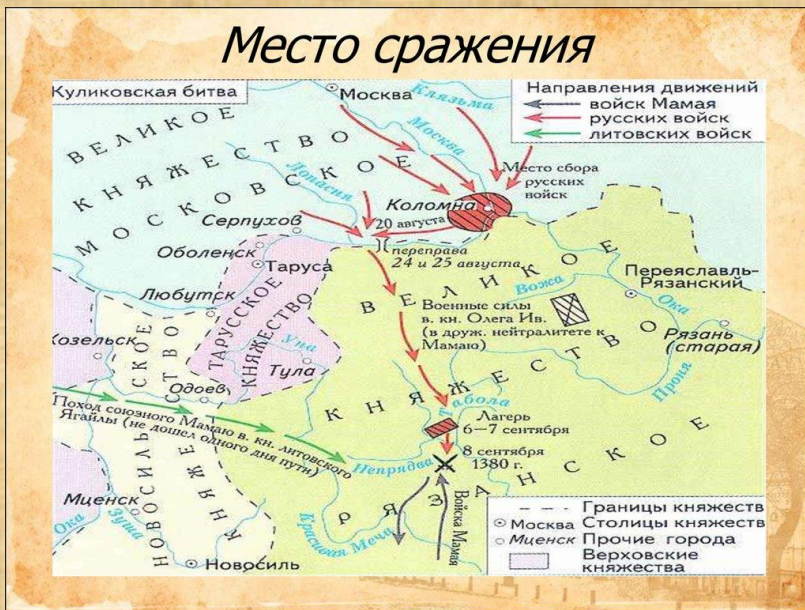 Место сражения
Куликовская битва
Направления движений
войск Мамая
русских войск
литовских войск
Москва
Клязьма
Москва
ВЕЛИКОЕ
КНЯЖЕСТВО
МОСКОВСКОЕ
Лопасня
Место сбора
русских
войск
Коломна
20 августа
Серпухов
переправа
24 и 25 августа
Оболенск
Таруса
Любутск
ТАРУССКОЕ
КНЯЖЕСТВО
Упа
Тула
Козельск
Одоев
ВЕЛИКОЕ
КНЯЖЕСТВО
РЯЗАНСКОЕ
Вожа
Переяславль-
Рязанский
Ока
Военные силы
в. кн. Олега Ив.
(в друж. нейтралитете к
Мамаю)
Рязань
(старая)
Проня
Поход союзного Мамаю в. кн. литовского
Ягайлы (не дошел одного дня пути)
Табола
Лагерь
6—7 сентября
8 сентября
1380 г.
Непрядва
Войска Мамая
Красивая Меча
НОВОСИЛЬСКОЕ
КНЯЖЕСТВО
Мценск
Ока
Зуша
Новосиль
Границы княжеств
Москва Столицы княжеств
Мценск Прочие города
Верховские
княжества